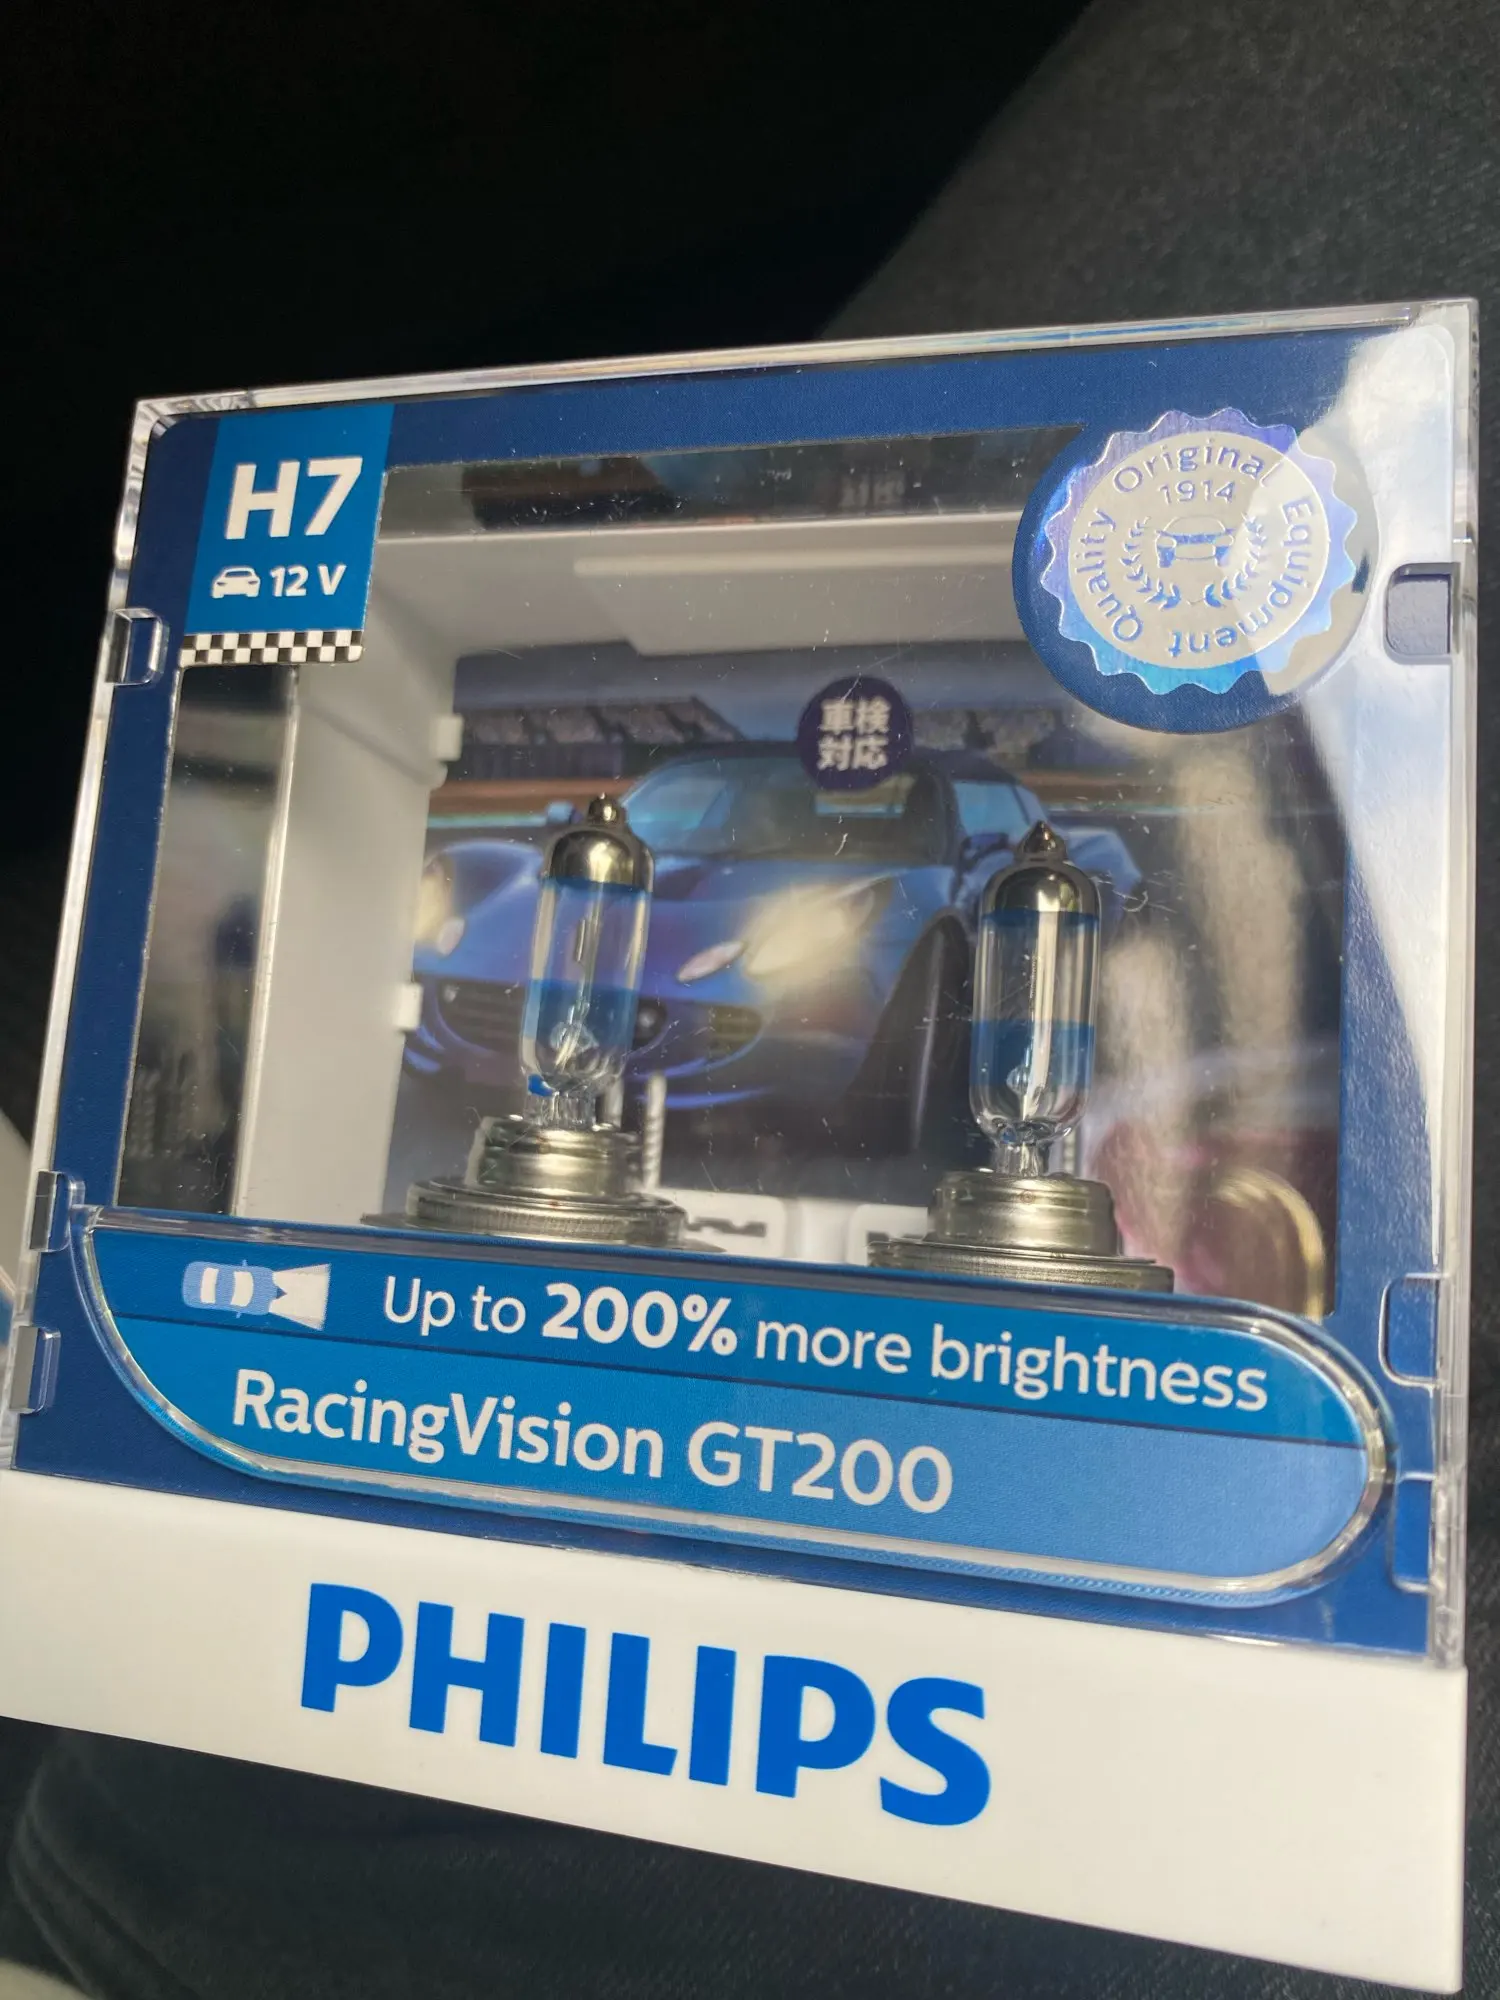 H7
12 V
Original Equipment Quality
1914
車検
対応
Up to 200% more brightness
RacingVision GT200
PHILIPS